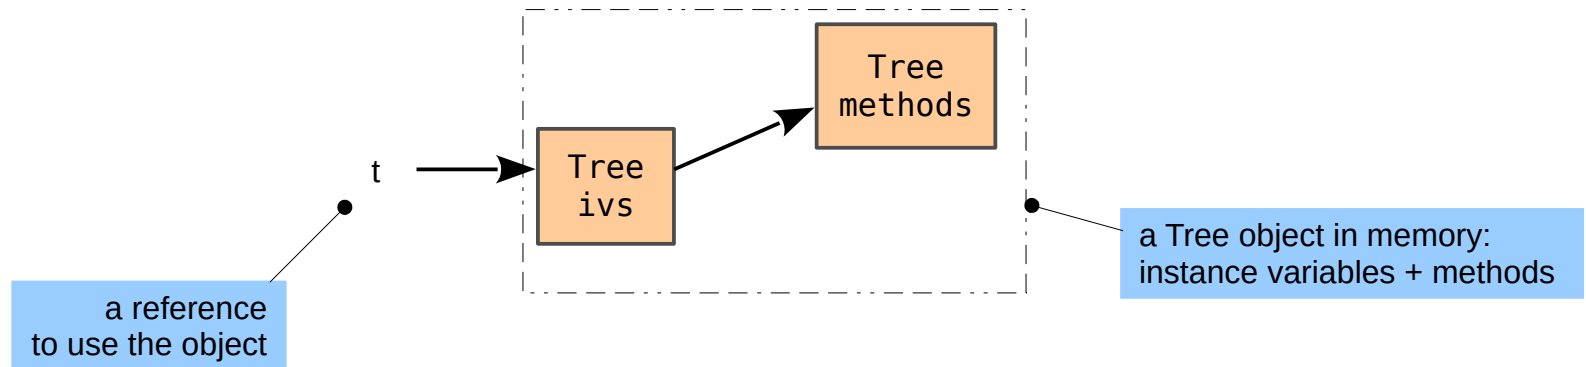 Tree
methods
Tree
ivs
t
a reference
to use the object
a Tree object in memory:
instance variables + methods